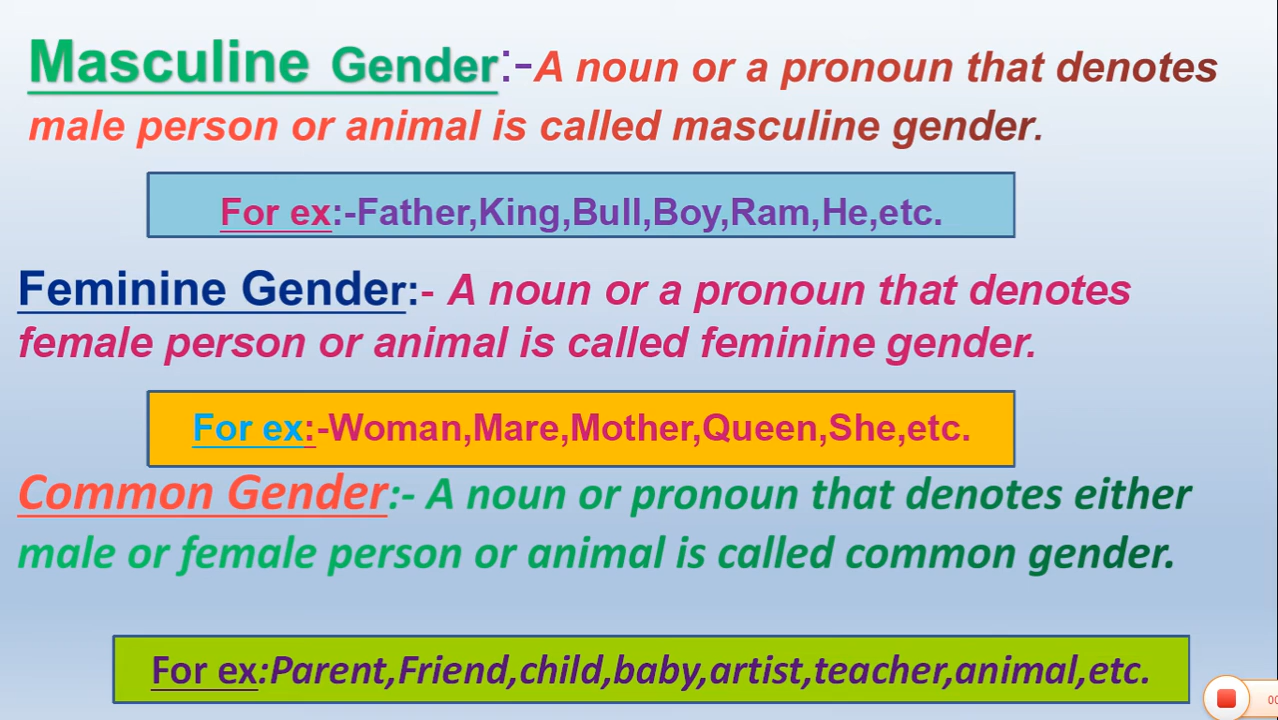 Masculine Gender:-A noun or a pronoun that denotes
male person or animal is called masculine gender.
For ex:-Father,King,Bull,Boy,Ram,He,etc.
Feminine Gender:- A noun or a pronoun that denotes
female person or animal is called feminine gender.
For ex:-Woman,Mare,Mother,Queen,She,etc.
Common Gender:- A noun or pronoun that denotes either
male or female person or animal is called common gender.
For ex:Parent,Friend,child,baby,artist,teacher,animal,etc.